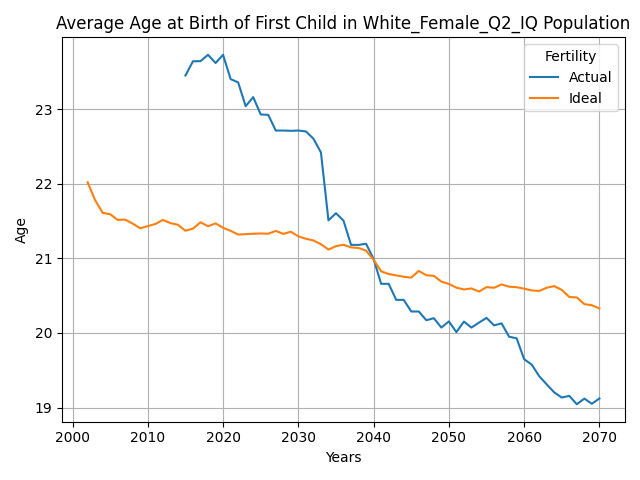 Average Age at Birth of First Child in White_Female_Q2_IQ Population
Fertility
Actual
Ideal
Age
23
22
21
20
19
2000 2010 2020 2030 2040 2050 2060 2070
Years